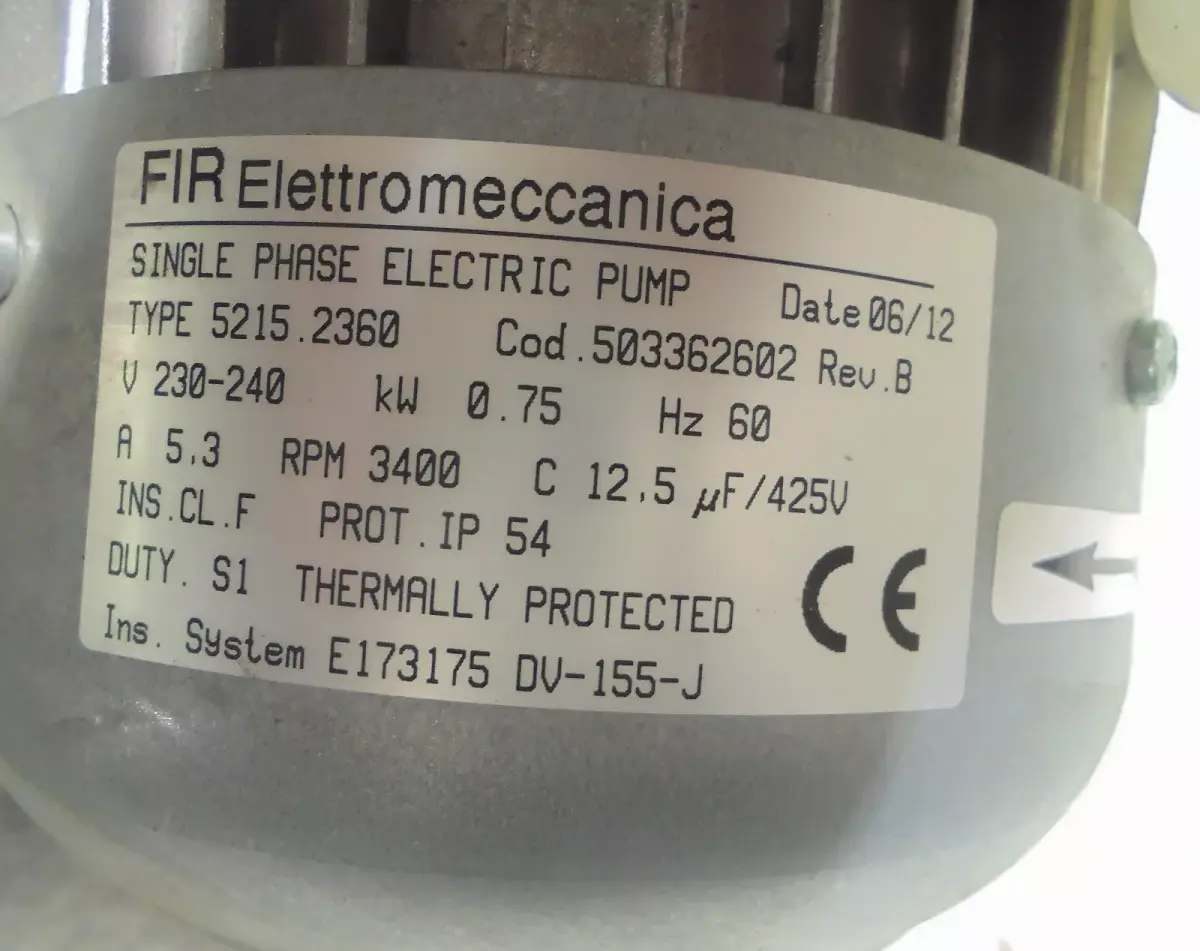 FIR Elettromeccanica
SINGLE PHASE ELECTRIC PUMP Date 06/12
TYPE 5215.2360 Cod.503362602 Rev.B
V 230-240 kW 0.75 Hz 60
A 5.3 RPM 3400 C 12.5 µF/425V
INS.CL.F PROT.IP 54
DUTY. S1 THERMALLY PROTECTED
Ins. System E173175 DV-155-J
CE